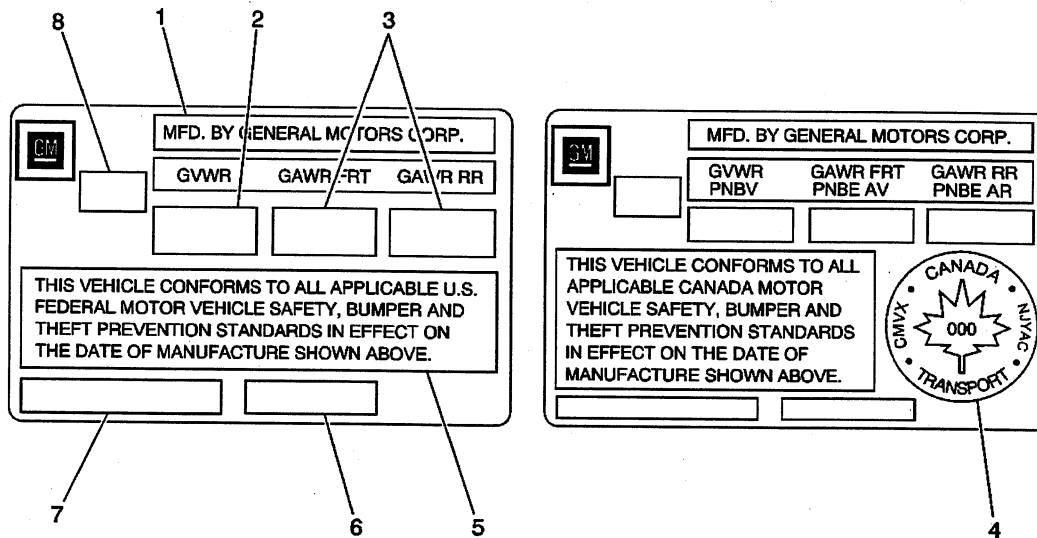 8 1 2 3
GM
MFD. BY GENERAL MOTORS CORP.
GVWR GAWR FRT GAWR RR
THIS VEHICLE CONFORMS TO ALL APPLICABLE U.S.
FEDERAL MOTOR VEHICLE SAFETY, BUMPER AND
THEFT PREVENTION STANDARDS IN EFFECT ON
THE DATE OF MANUFACTURE SHOWN ABOVE.
7 6 5
GM
MFD. BY GENERAL MOTORS CORP.
GVWR GAWR FRT GAWR RR
PNBV PNBE AV PNBE AR
THIS VEHICLE CONFORMS TO ALL
APPLICABLE CANADA MOTOR
VEHICLE SAFETY, BUMPER AND
THEFT PREVENTION STANDARDS
IN EFFECT ON THE DATE OF
MANUFACTURE SHOWN ABOVE.
CANADA
CMVX 000 NJYAC
TRANSPORT
4